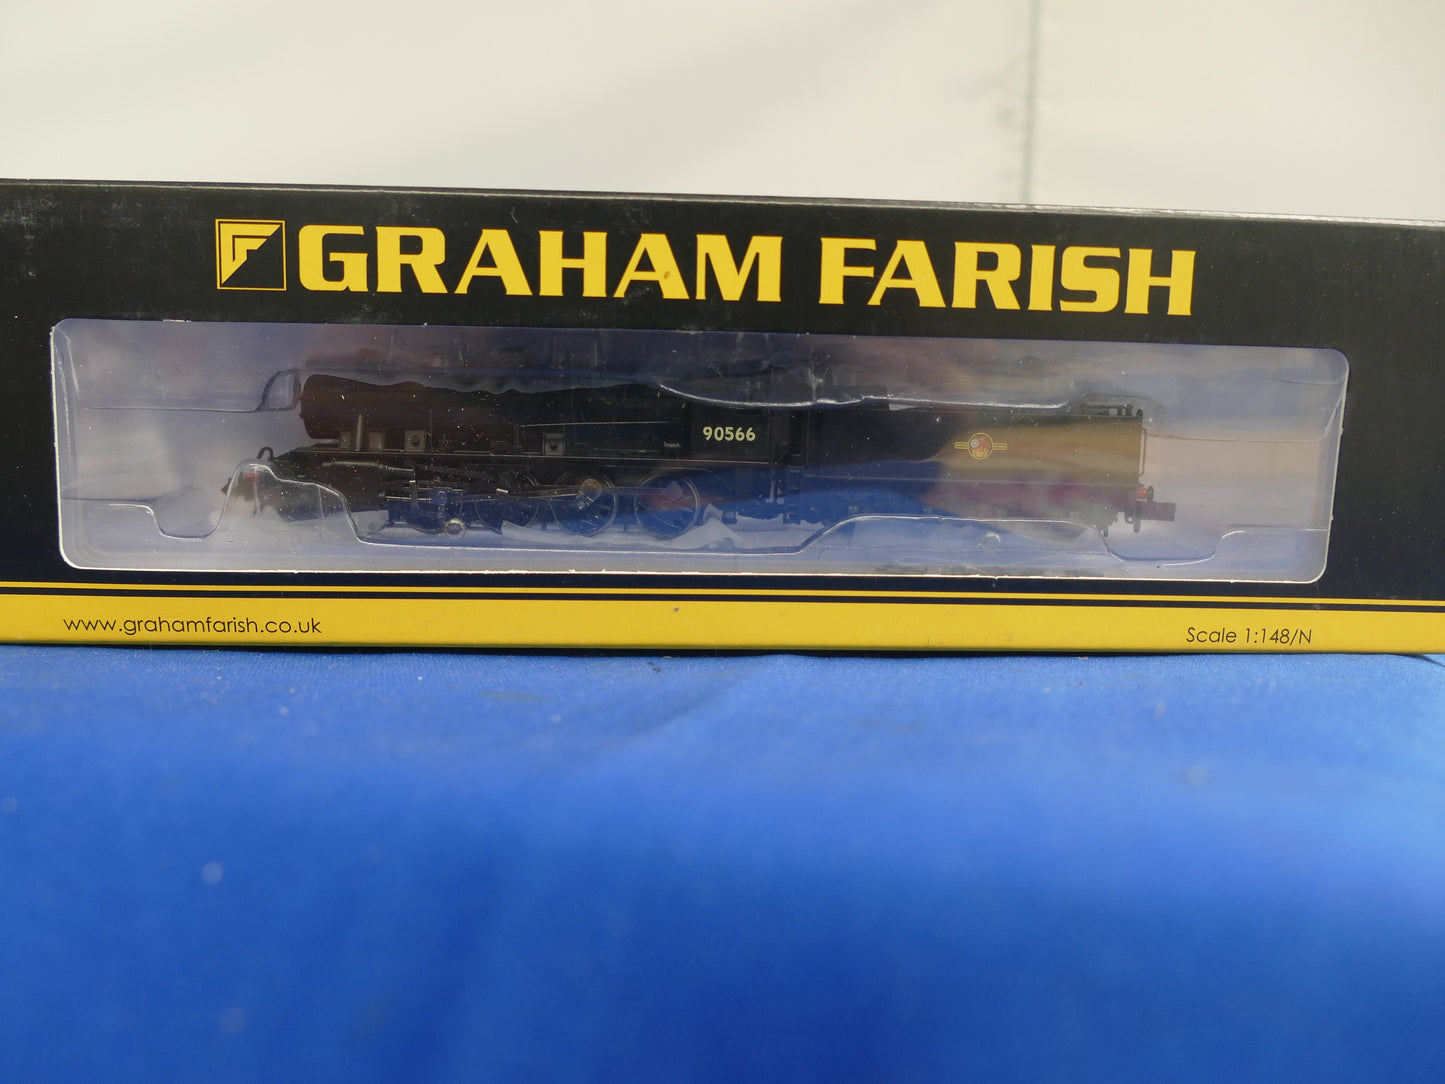 GRAHAM FARISH
90566
www.grahamfarish.co.uk
Scale 1:148/N